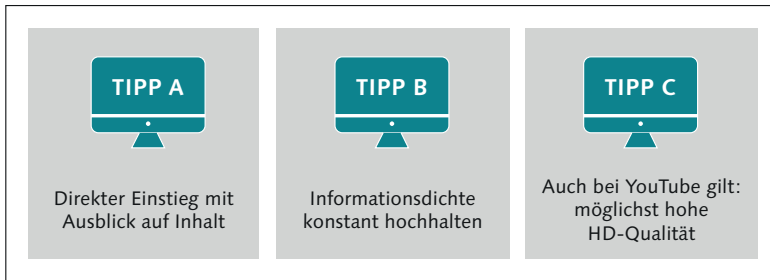 TIPP A
Direkter Einstieg mit
Ausblick auf Inhalt
TIPP B
Informationsdichte
konstant hochhalten
TIPP C
Auch bei YouTube gilt:
möglichst hohe
HD-Qualität